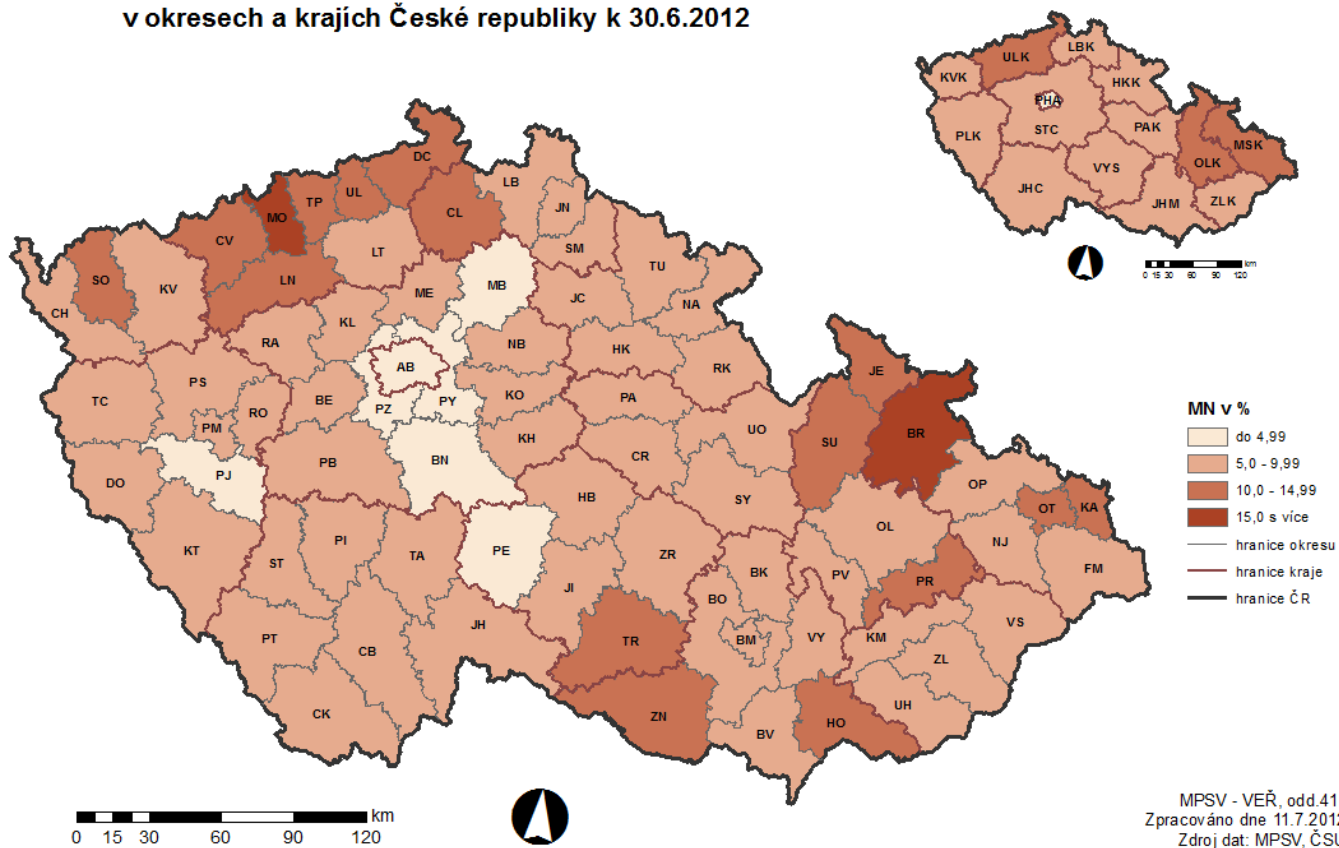 v okresech a krajích České republiky k 30.6.2012
ULK
LBK
KVK
HKK
PHA
PLK
STC
PAK
MSK
OLK
VYS
JHC
ZLK
JHM
km
0 15 30 60 90 120
DC
LB
UL
TP
MO
CL
JN
CV
LT
SM
TU
SO
KV
LN
MB
ME
JC
NA
CH
KL
RA
NB
HK
AB
RK
JE
PS
TC
BE
KO
PA
RO
PZ
PY
PM
UO
SU
BR
KH
CR
PB
BN
PJ
DO
OP
HB
SY
OT
KA
OL
PI
TA
PE
KT
ZR
NJ
ST
FM
JI
BK
PV
PR
BO
VS
JH
PT
TR
BM
VY
KM
CB
ZL
UH
CK
ZN
HO
BV
MN v %
do 4,99
5,0 - 9,99
10,0 - 14,99
15,0 s více
hranice okresu
hranice kraje
hranice ČR
km
0 15 30 60 90 120
MPSV - VEŘ, odd.41
Zpracováno dne 11.7.2012
Zdroj dat: MPSV, ČSÚ